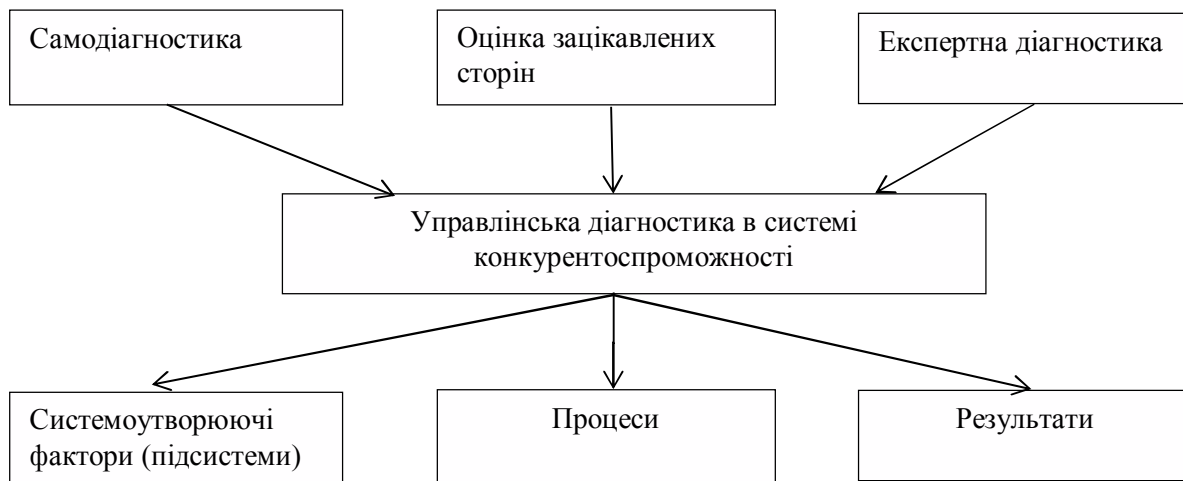 Самодіагностика
Оцінка зацікавлених
сторін
Експертна діагностика
Управлінська діагностика в системі
конкурентоспроможності
Системоутворюючі
фактори (підсистеми)
Процеси
Результати